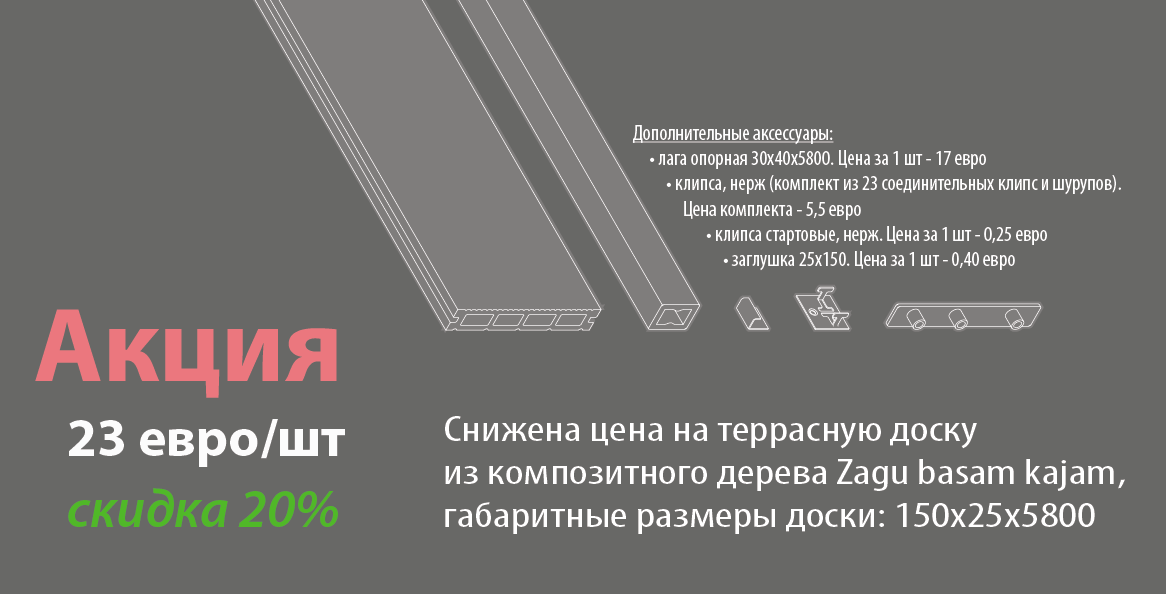 Дополнительные аксессуары:
• лага опорная 30х40х5800. Цена за 1 шт - 17 евро
• клипса, нерж (комплект из 23 соединительных клипс и шурупов).
Цена комплекта - 5,5 евро
• клипса стартовые, нерж. Цена за 1 шт - 0,25 евро
• заглушка 25х150. Цена за 1 шт - 0,40 евро
Акция
23 евро/шт
скидка 20%
Снижена цена на террасную доску
из композитного дерева Zagu basam kajam,
габаритные размеры доски: 150х25х5800